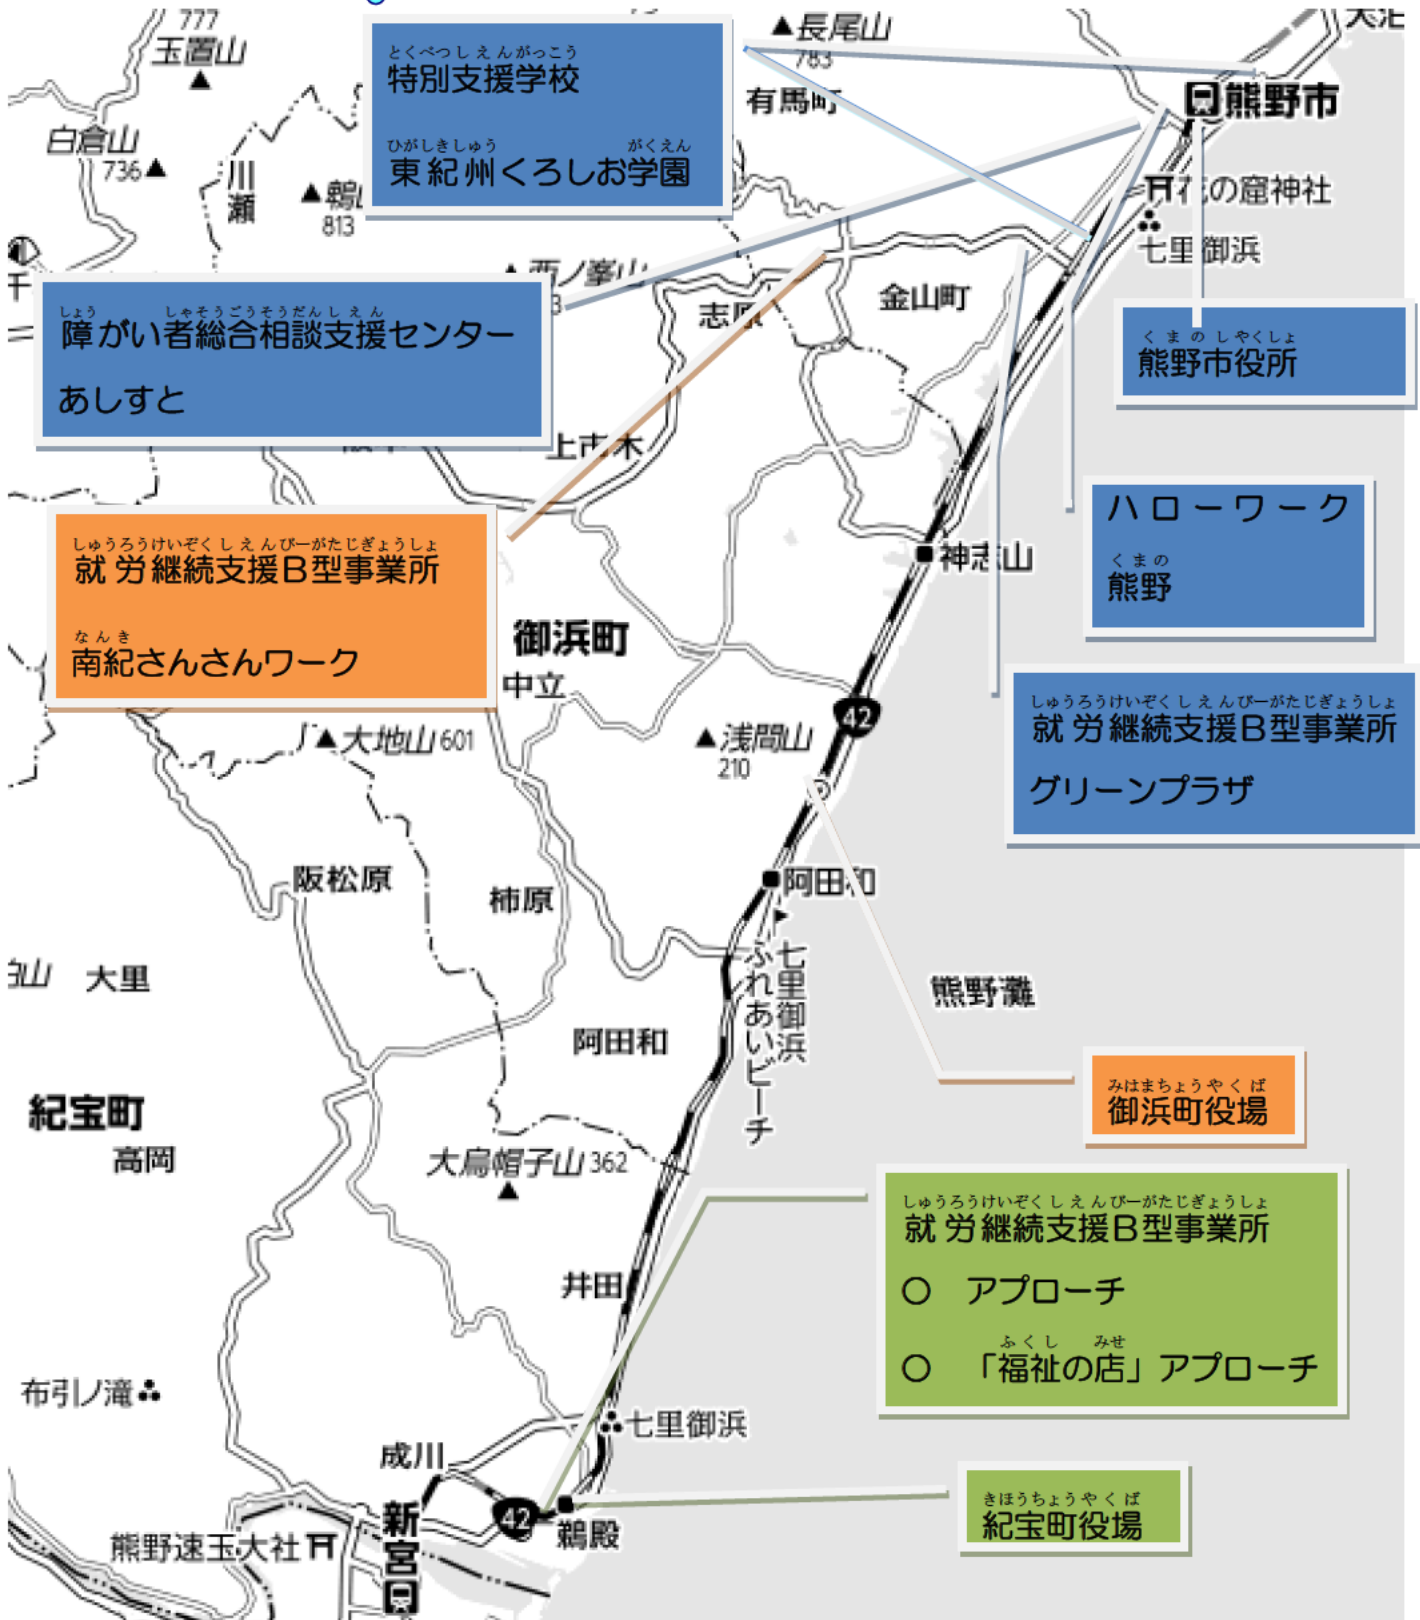 777
玉置山
長尾山
783
大泊
とくべつしえんがっこう
特別支援学校
ひがしきしゅう がくえん
東紀州くろしお学園
有馬町
熊野市
白倉山
736
川瀬
813
花の窟神社
七里御浜
西ノ峯山
千
志原
金山町
しょう しゃそうごうそうだんしえん
障がい者総合相談支援センター
あしすと
くまのしやくしょ
熊野市役所
上市木
ハローワーク
くまの
熊野
神志山
しゅうろうけいぞくしえんびーがたじぎょうしょ
就労継続支援B型事業所
なんき
南紀さんさんワーク
御浜町
中立
42
大地山 601
浅間山
210
しゅうろうけいぞくしえんびーがたじぎょうしょ
就労継続支援B型事業所
グリーンプラザ
阪松原
柿原
阿田和
七里御浜
ふれあいビーチ
大里
熊野灘
阿田和
みはまちょうやくば
御浜町役場
紀宝町
高岡
大烏帽子山 362
しゅうろうけいぞくしえんびーがたじぎょうしょ
就労継続支援B型事業所
○ アプローチ
ふくし みせ
○ 「福祉の店」アプローチ
井田
布引ノ滝
七里御浜
成川
きほうちょうやくば
紀宝町役場
新宮
42
鵜殿
熊野速玉大社